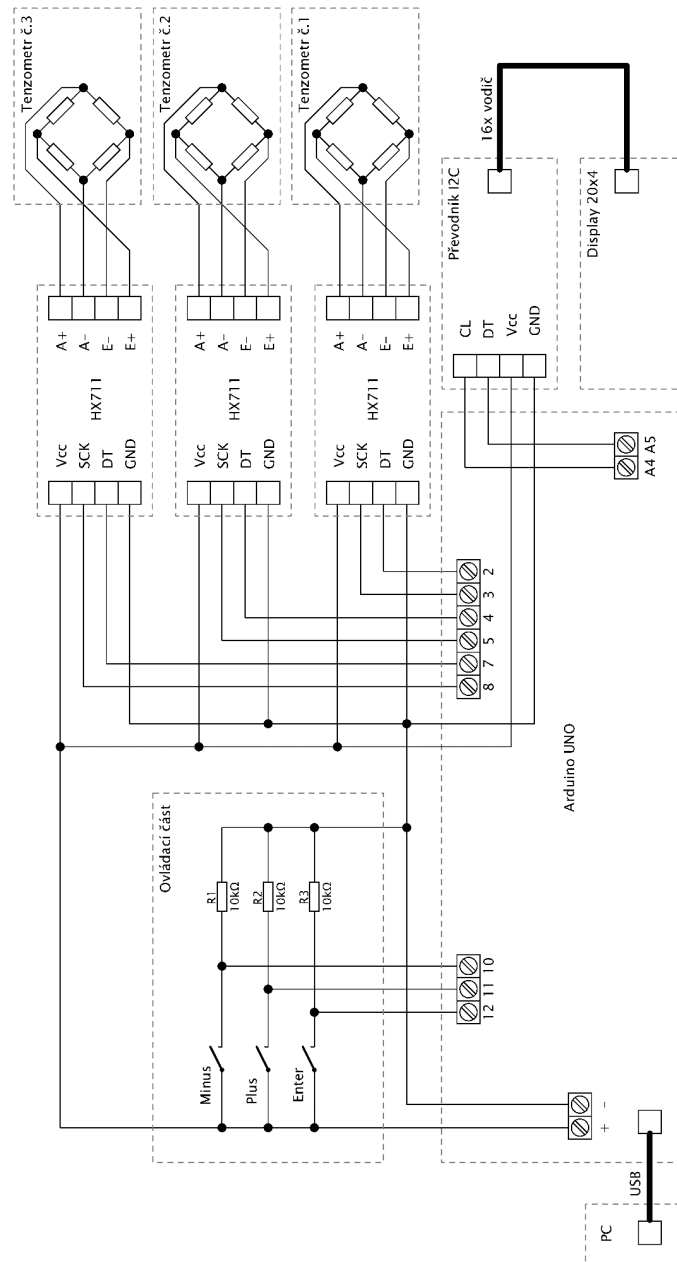 Tenzometr č.3
Tenzometr č.2
Tenzometr č.1
A+
A−
E−
E+
HX711
Vcc
SCK
DT
GND
A+
A−
E−
E+
HX711
Vcc
SCK
DT
GND
A+
A−
E−
E+
HX711
Vcc
SCK
DT
GND
16x vodič
Převodník I2C
CL
DT
Vcc
GND
Display 20x4
A4 A5
8 7 5 4 3 2
Arduino UNO
Ovládací část
R1
10kΩ
R2
10kΩ
R3
10kΩ
Minus
Plus
Enter
12 11 10
+ -
USB
PC